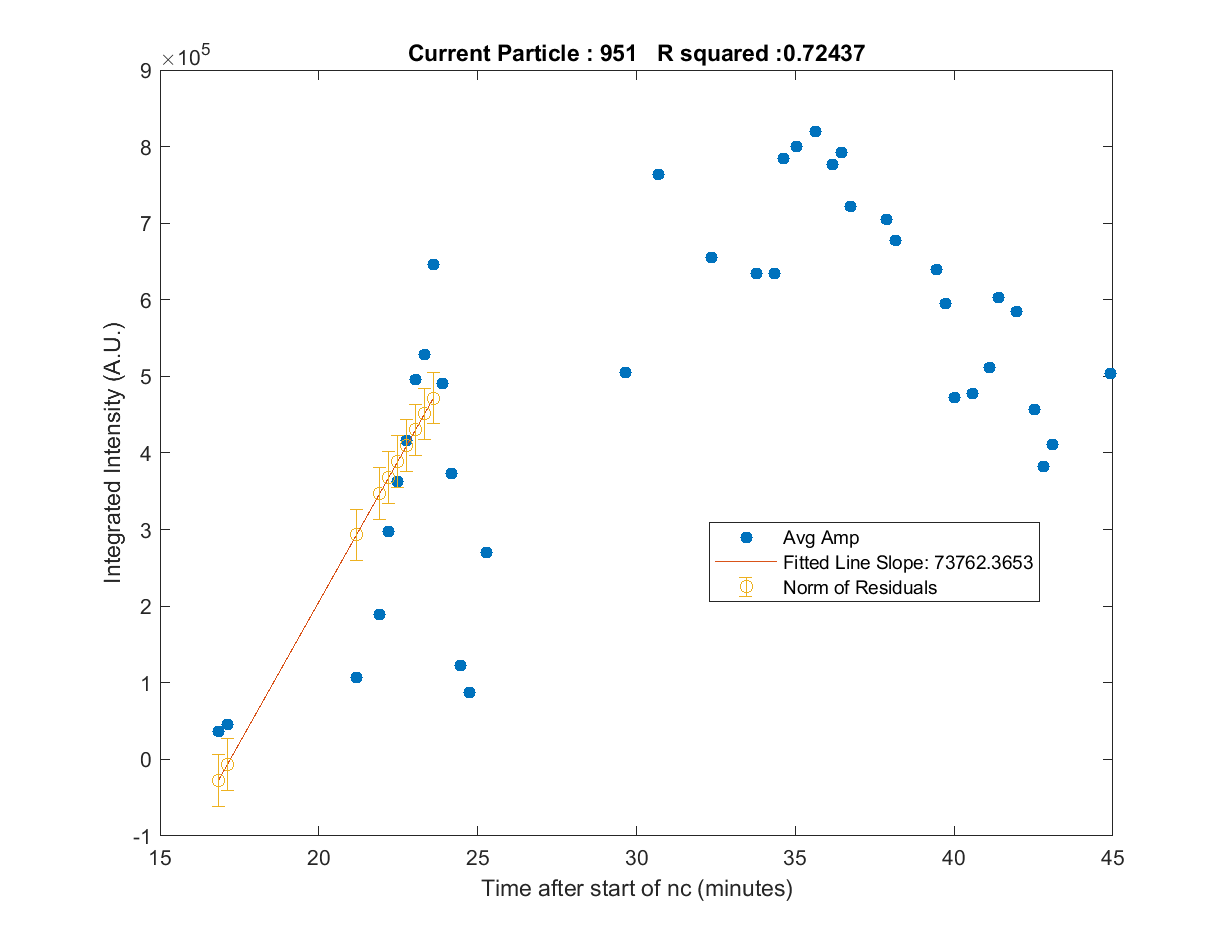 Current Particle : 951 R squared :0.72437
×10^5
9
8
7
6
5
4
3
2
1
0
-1
Integrated Intensity (A.U.)
Avg Amp
Fitted Line Slope: 73762.3653
Norm of Residuals
15 20 25 30 35 40 45
Time after start of nc (minutes)